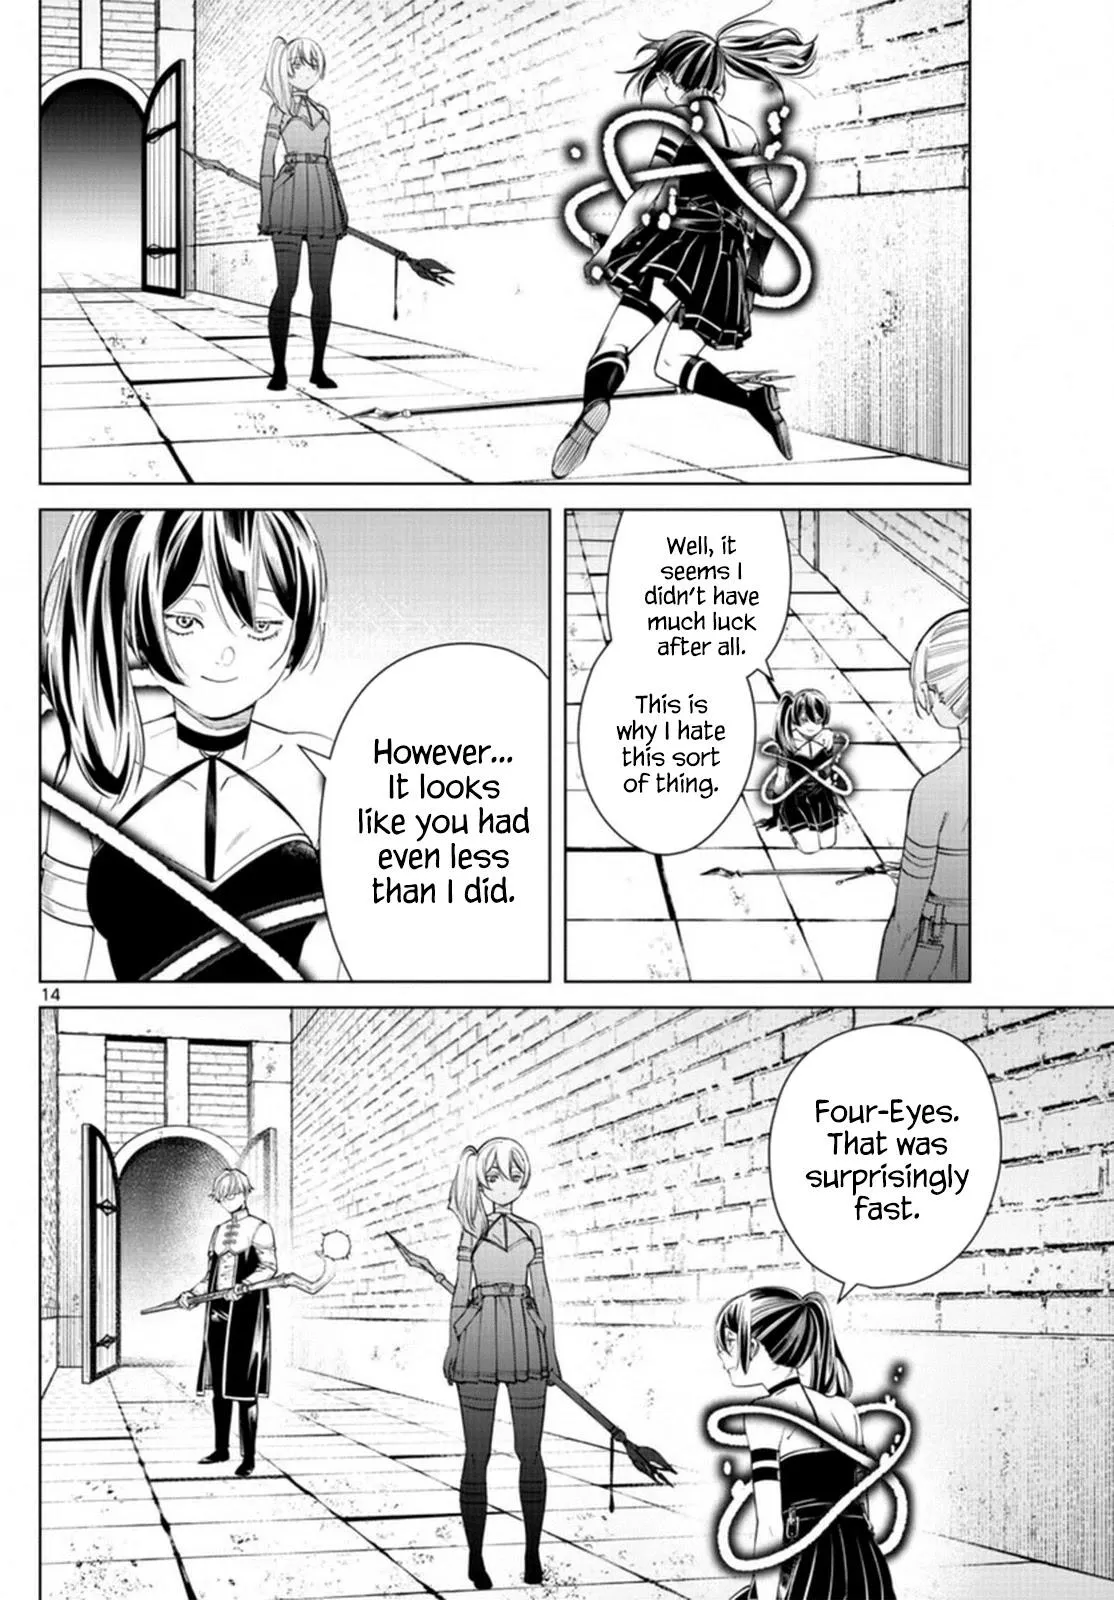 Well, it
seems I
didn't have
much luck
after all.
This is
why I hate
this sort
of thing.
However...
It looks
like you had
even less
than I did.
14
Four-Eyes.
That was
surprisingly
fast.